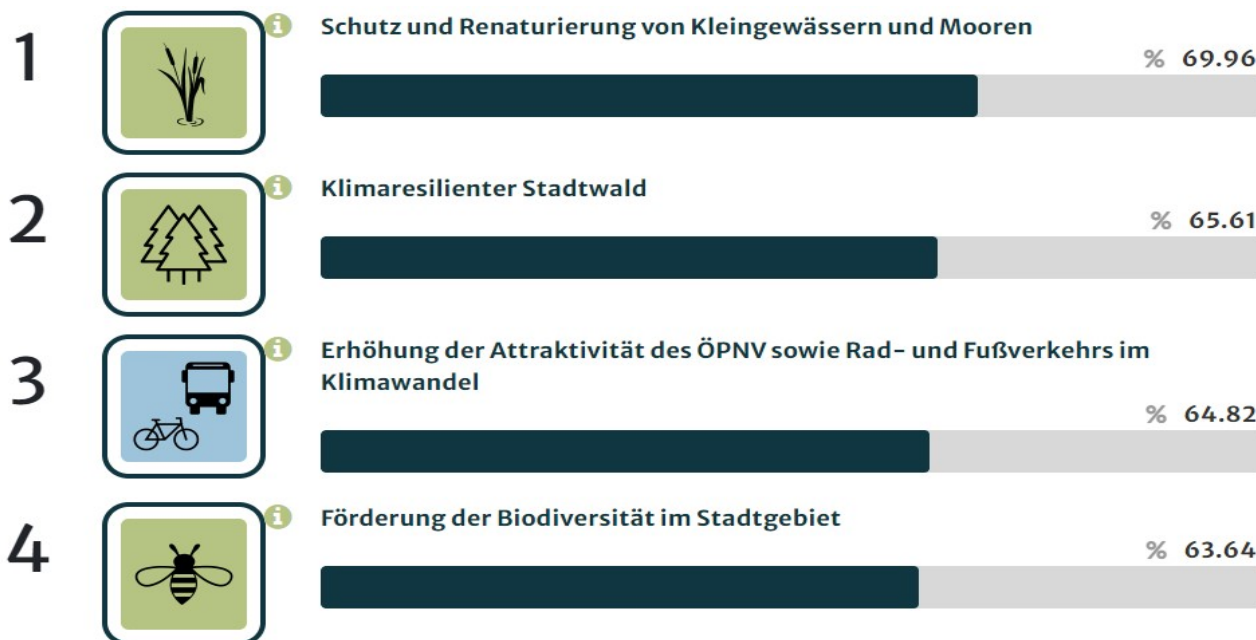 1
Schutz und Renaturierung von Kleingewässern und Mooren
% 69.96
2
Klimaresilienter Stadtwald
% 65.61
3
Erhöhung der Attraktivität des ÖPNV sowie Rad- und Fußverkehrs im
Klimawandel
% 64.82
4
Förderung der Biodiversität im Stadtgebiet
% 63.64